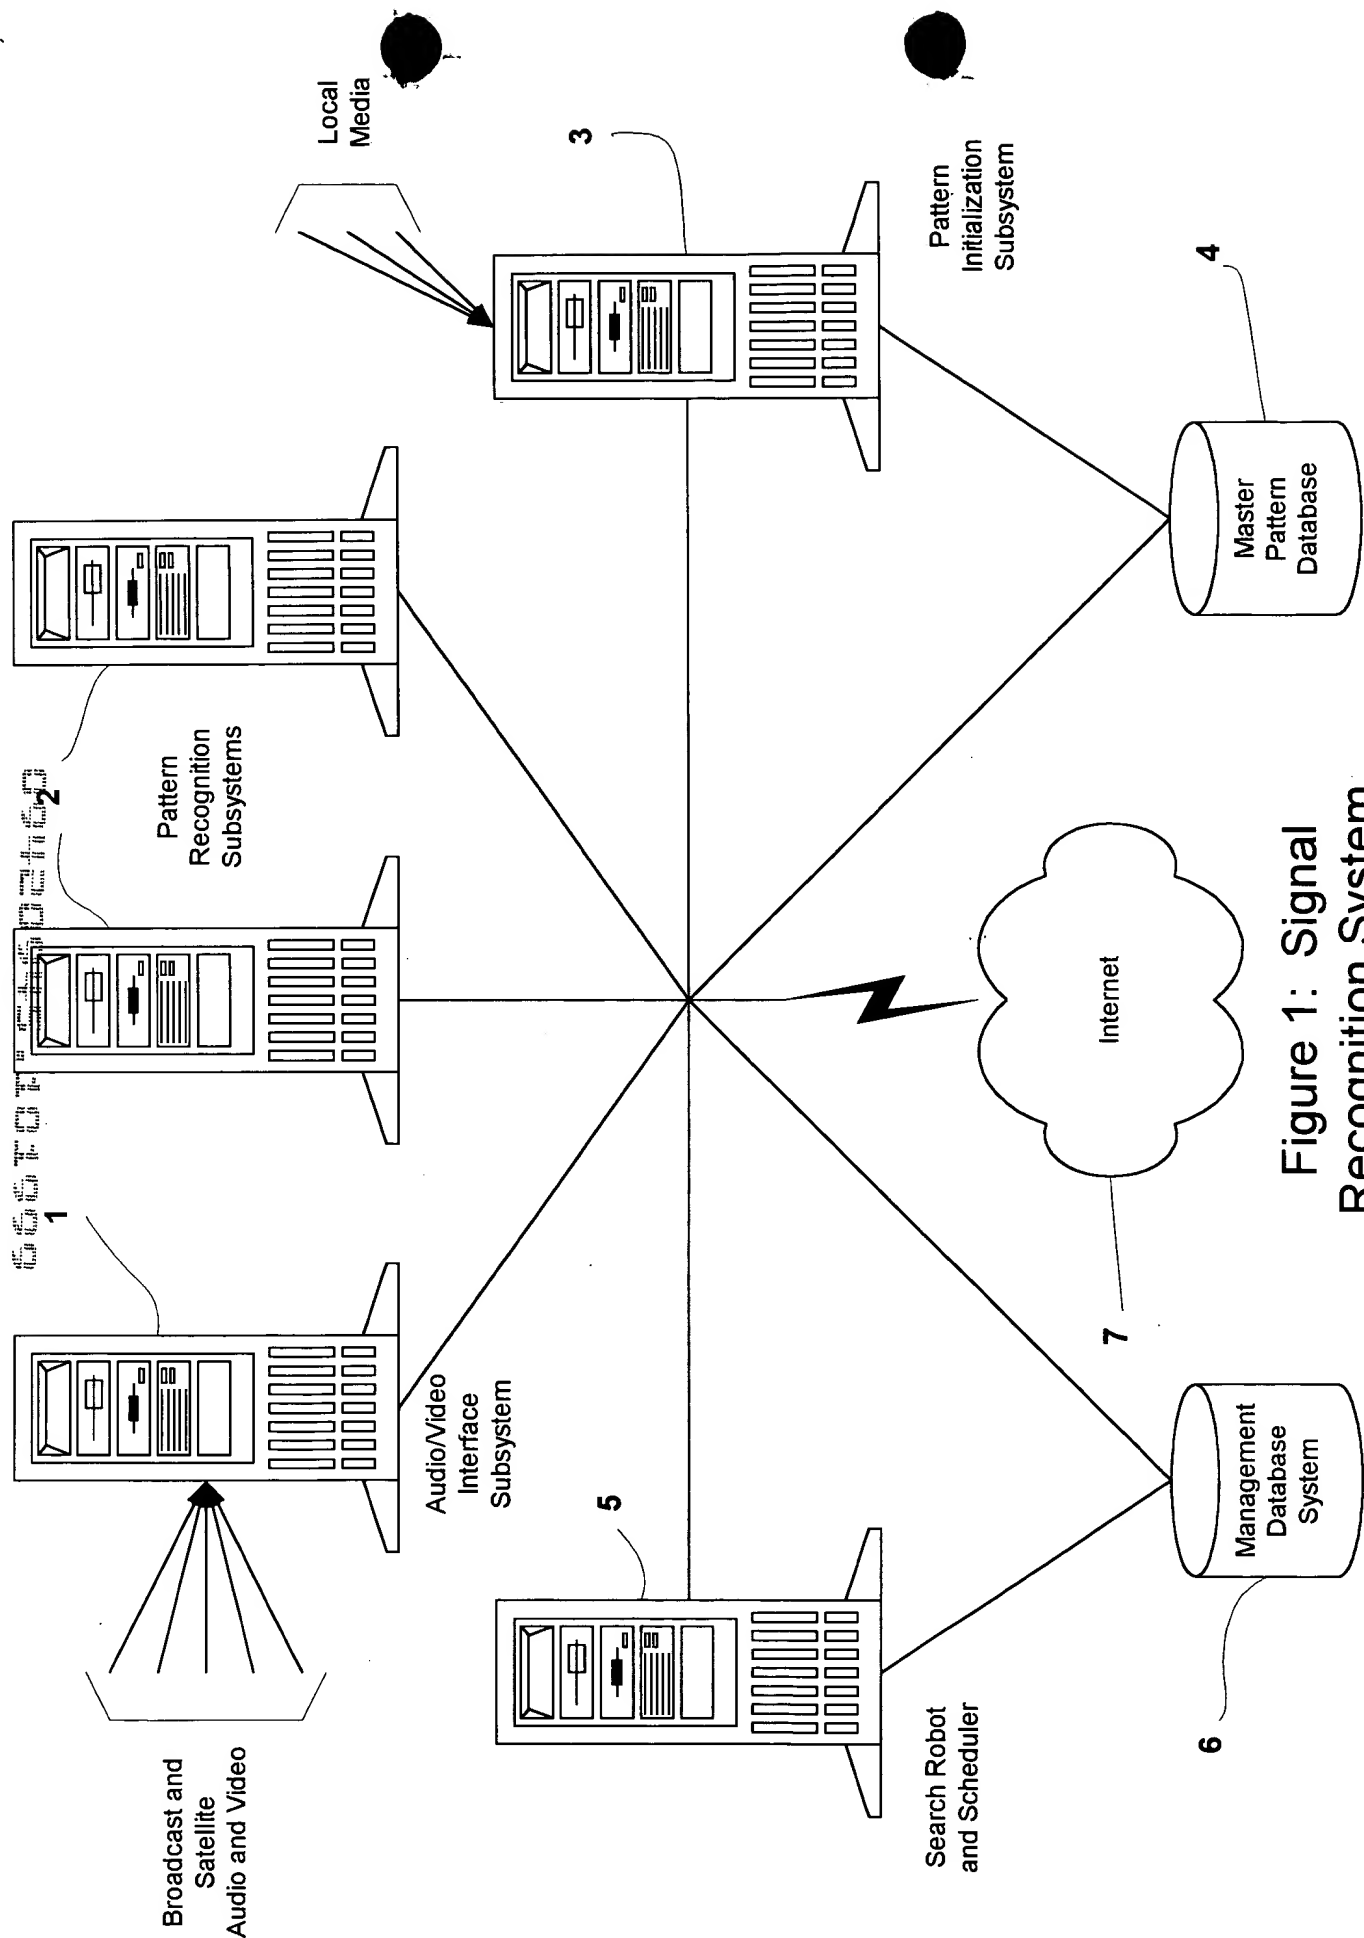 Broadcast and
Satellite
Audio and Video
1
Audio/Video
Interface
Subsystem
2
Pattern
Recognition
Subsystems
Local
Media
3
Pattern
Initialization
Subsystem
5
Search Robot
and Scheduler
Internet
7
6
Management
Database
System
4
Master
Pattern
Database
Figure 1: Signal
Recognition System